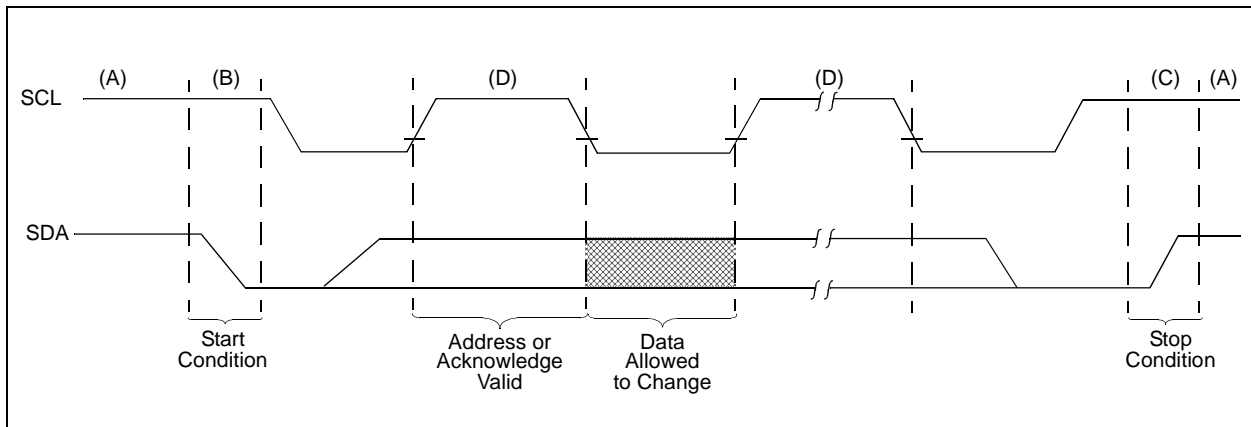 (A) (B) (D) (D) (C) (A)
SCL
SDA
Start
Condition
Address or
Acknowledge
Valid
Data
Allowed
to Change
Stop
Condition